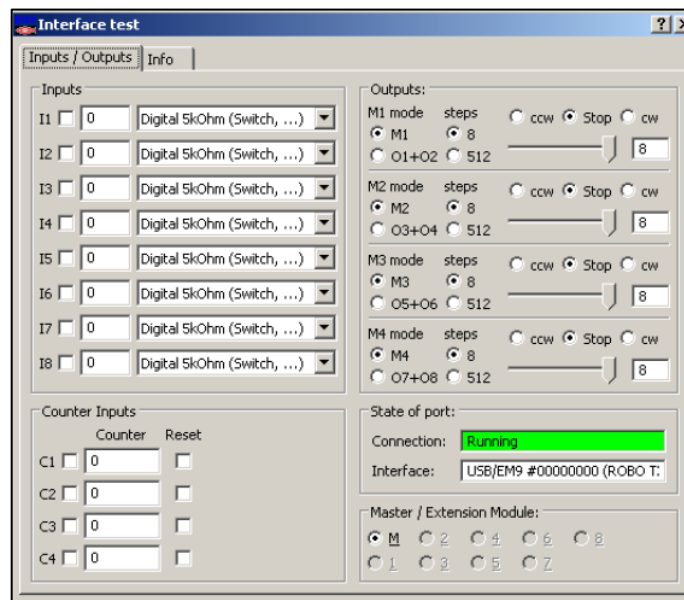 Interface test
Inputs / Outputs Info
Inputs
I1 0 Digital 5kOhm (Switch, ...)
I2 0 Digital 5kOhm (Switch, ...)
I3 0 Digital 5kOhm (Switch, ...)
I4 0 Digital 5kOhm (Switch, ...)
I5 0 Digital 5kOhm (Switch, ...)
I6 0 Digital 5kOhm (Switch, ...)
I7 0 Digital 5kOhm (Switch, ...)
I8 0 Digital 5kOhm (Switch, ...)
Counter Inputs
Counter Reset
C1 0
C2 0
C3 0
C4 0
Outputs:
M1 mode steps ccw Stop cw
M1 8
O1+O2 512 8
M2 mode steps ccw Stop cw
M2 8
O3+O4 512 8
M3 mode steps ccw Stop cw
M3 8
O5+O6 512 8
M4 mode steps ccw Stop cw
M4 8
O7+O8 512 8
State of port:
Connection: Running
Interface: USB/EM9 #00000000 (ROBO T
Master / Extension Module:
M 2 4 6 8
1 3 5 7